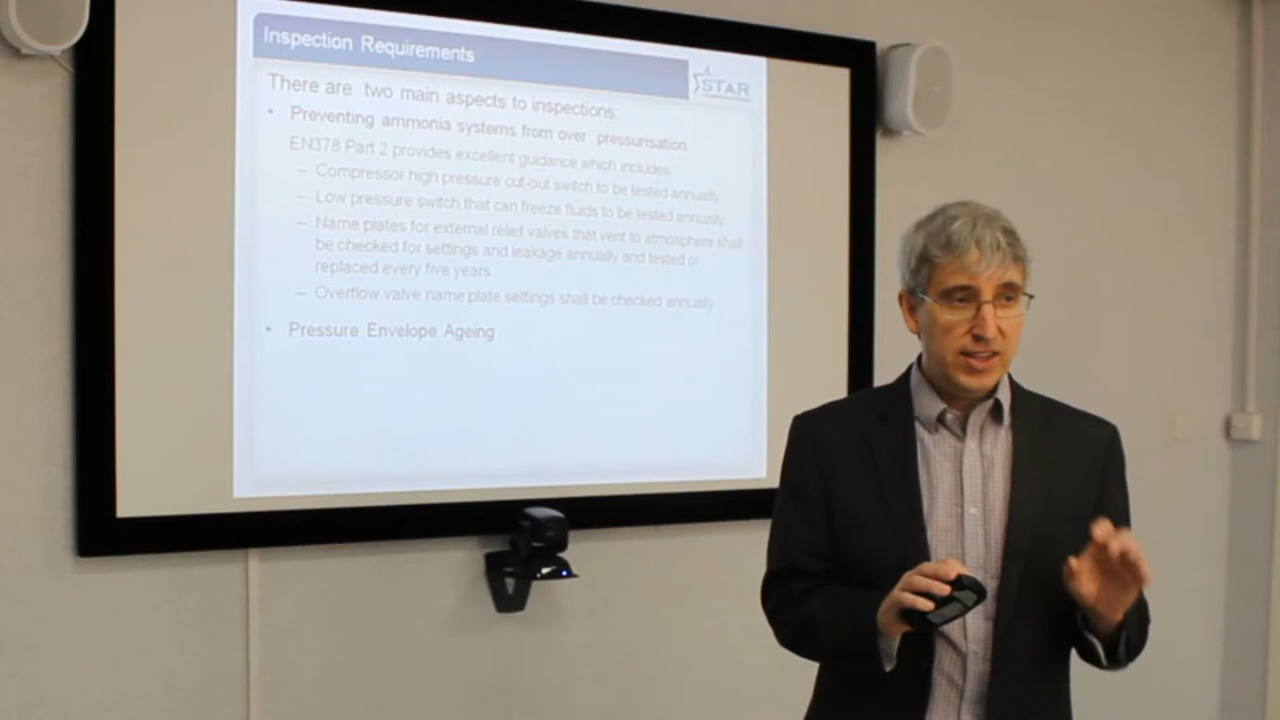 Inspection Requirements
STAR
There are two main aspects to inspections:
• Preventing ammonia systems from over pressurisation
EN378 Part 2 provides excellent guidance which includes:
– Compressor high pressure cut-out switch to be tested annually
– Low pressure switch that can freeze fluids to be tested annually
– Name plates for external relief valves that vent to atmosphere shall
be checked for settings and leakage annually and tested or
replaced every five years
– Overflow valve name plate settings shall be checked annually
• Pressure Envelope Ageing